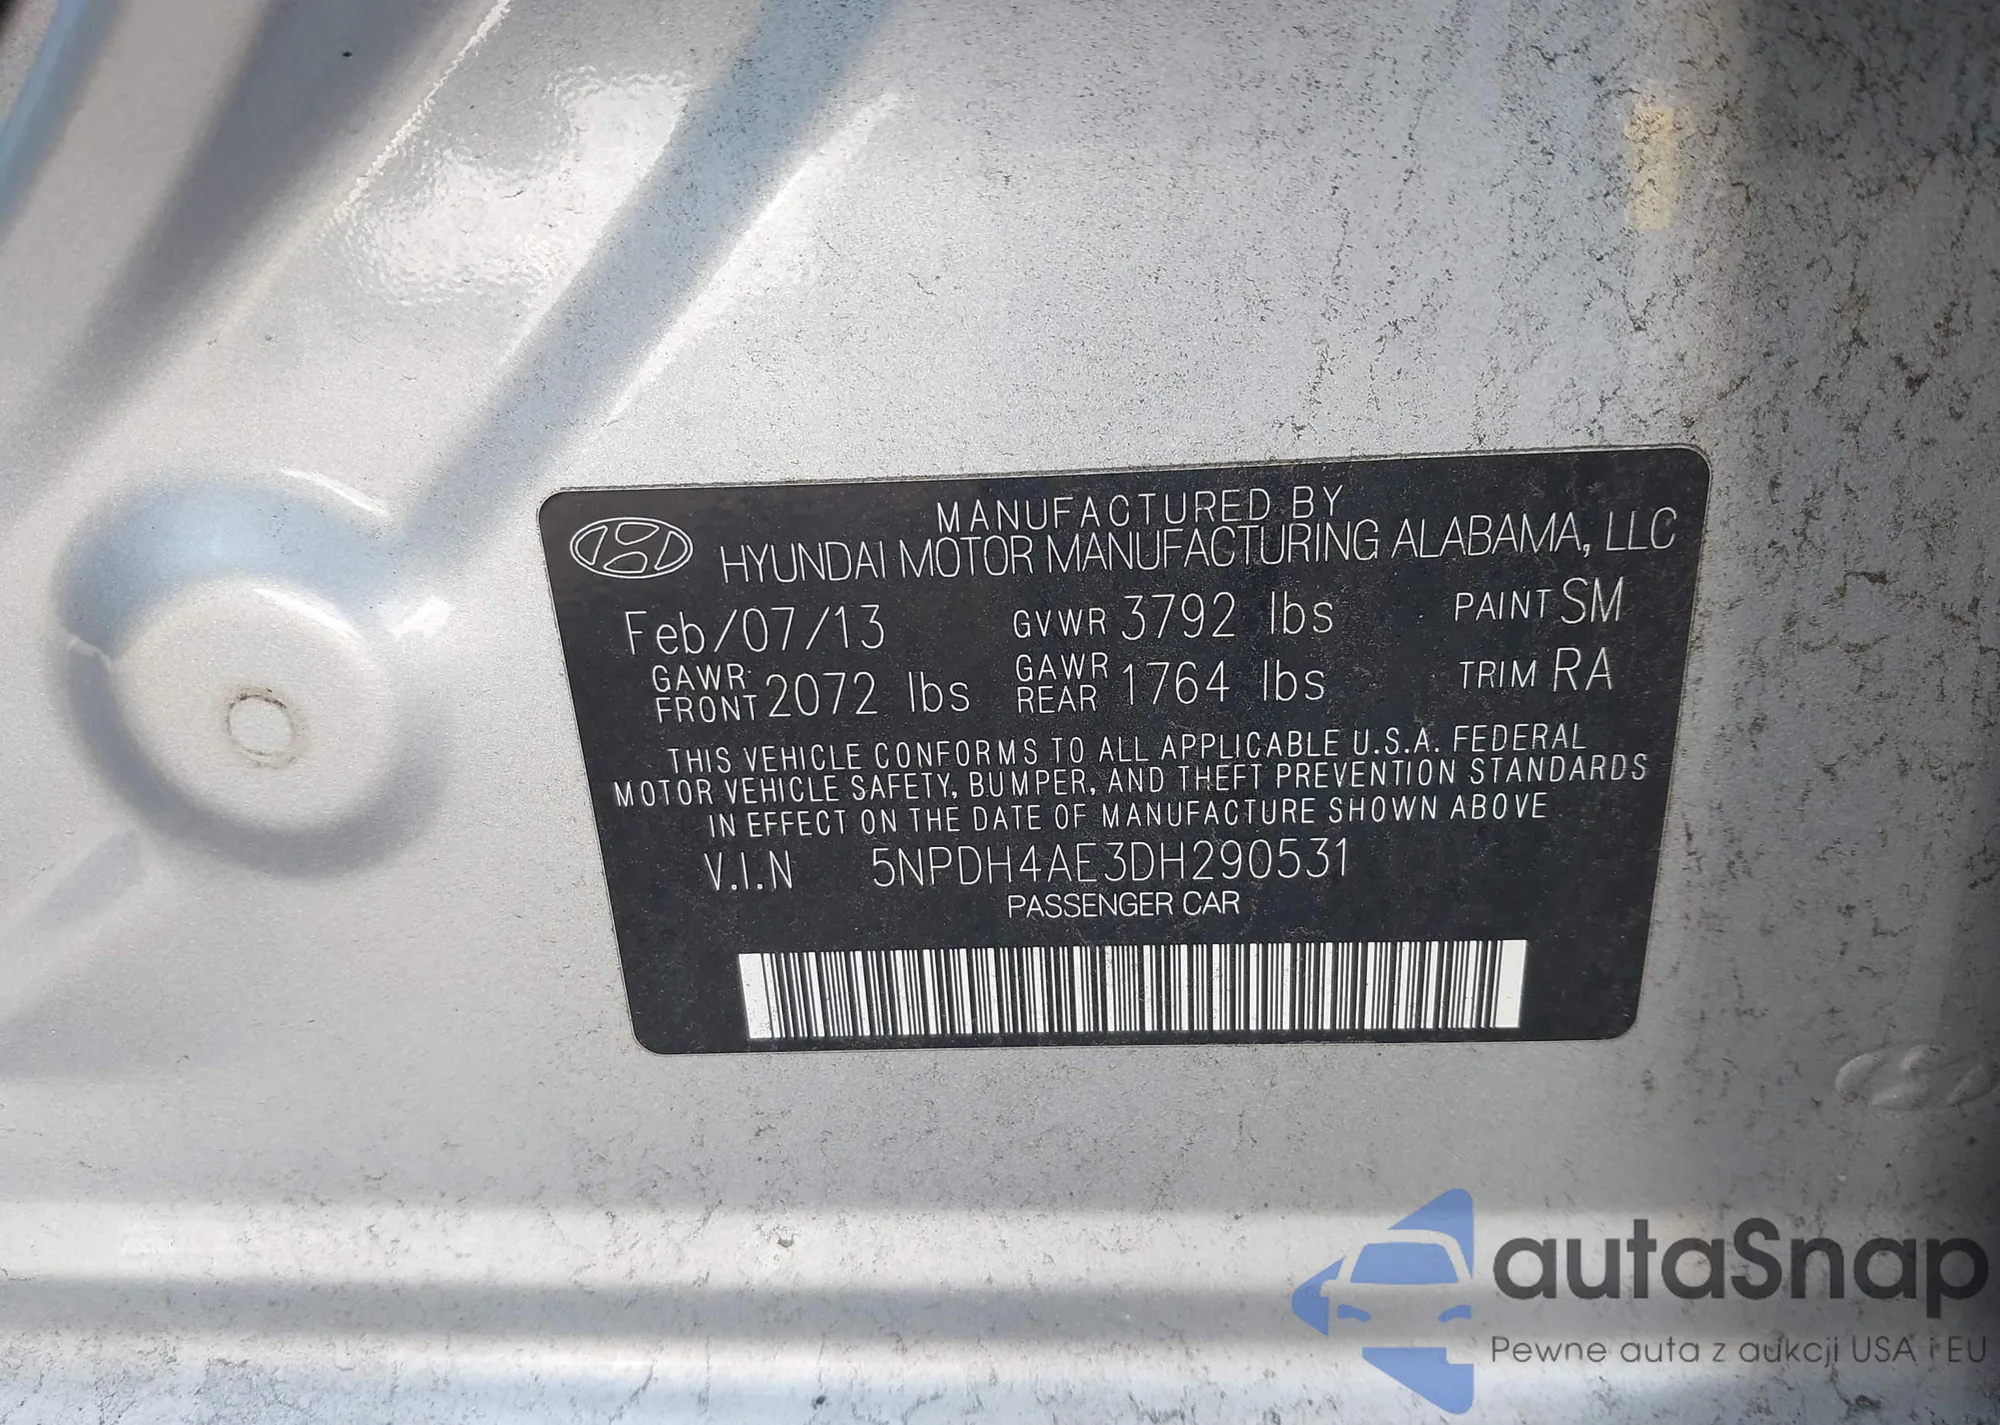 MANUFACTURED BY
HYUNDAI MOTOR MANUFACTURING ALABAMA, LLC
Feb/07/13 GVWR 3792 lbs PAINT SM
GAWR FRONT 2072 lbs GAWR REAR 1764 lbs TRIM RA
THIS VEHICLE CONFORMS TO ALL APPLICABLE U.S.A. FEDERAL
MOTOR VEHICLE SAFETY, BUMPER, AND THEFT PREVENTION STANDARDS
IN EFFECT ON THE DATE OF MANUFACTURE SHOWN ABOVE
V.I.N 5NPDH4AE3DH290531
PASSENGER CAR
autaSnap
Pewne auta z aukcji USA i EU